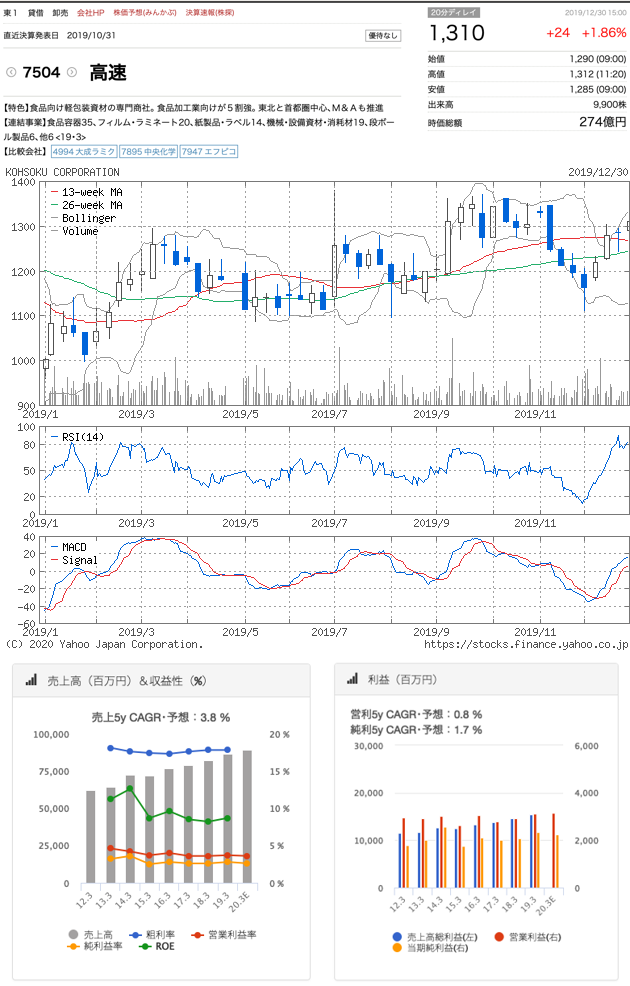 東1 貸借 卸売 会社HP 株価予想(みんかぶ) 決算速報(株探)
直近決算発表日 2019/10/31
優待なし
7504 高速
20分ディレイ
2019/12/30 15:00
1,310 +24 +1.86%
始値 1,290 (09:00)
高値 1,312 (11:20)
安値 1,285 (09:00)
出来高 9,900株
時価総額 274億円
【特色】食品向け軽包装資材の専門商社。食品加工業向けが5割強。東北と首都圏中心、M&Aも推進
【連結事業】食品容器35、フィルム・ラミネート20、紙製品・ラベル14、機械・設備資材・消耗材19、段ボー
ル製品6、他6 <19・3>
【比較会社】 4994 大成ラミク 7895 中央化学 7947 エフピコ
KOHSOKU CORPORATION 2019/12/30
1400
1300
1200
1100
1000
900
13-week MA
26-week MA
Bollinger
Volume
2019/1 2019/3 2019/5 2019/7 2019/9 2019/11
100
80
50
20
0
RSI(14)
2019/1 2019/3 2019/5 2019/7 2019/9 2019/11
40
20
0
-20
-40
-60
MACD
Signal
2019/1 2019/3 2019/5 2019/7 2019/9 2019/11
(C) 2020 Yahoo Japan Corporation. https://stocks.finance.yahoo.co.jp
売上高（百万円）＆収益性（%）
売上5y CAGR・予想：3.8 %
100,000
75,000
50,000
25,000
0
20 %
15 %
10 %
5 %
0 %
12.3 13.3 14.3 15.3 16.3 17.3 18.3 19.3 20.3E
売上高 粗利率 営業利益率
純利益率 ROE
利益（百万円）
営利5y CAGR・予想：0.8 %
純利5y CAGR・予想：1.7 %
30,000
20,000
10,000
0
6,000
4,000
2,000
0
12.3 13.3 14.3 15.3 16.3 17.3 18.3 19.3 20.3E
売上高総利益(左) 営業利益(右)
当期純利益(右)